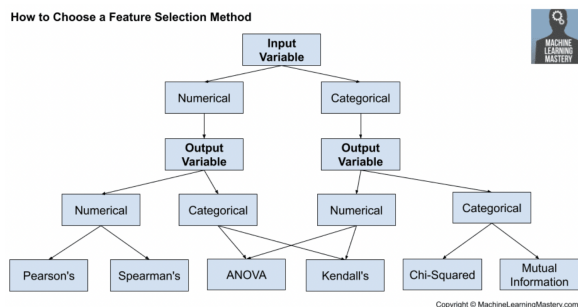 How to Choose a Feature Selection Method
MACHINE
LEARNING
MASTERY
Input
Variable
Numerical
Categorical
Output
Variable
Output
Variable
Numerical
Categorical
Numerical
Categorical
Pearson's
Spearman's
ANOVA
Kendall's
Chi-Squared
Mutual
Information
Copyright © MachineLearningMastery.com